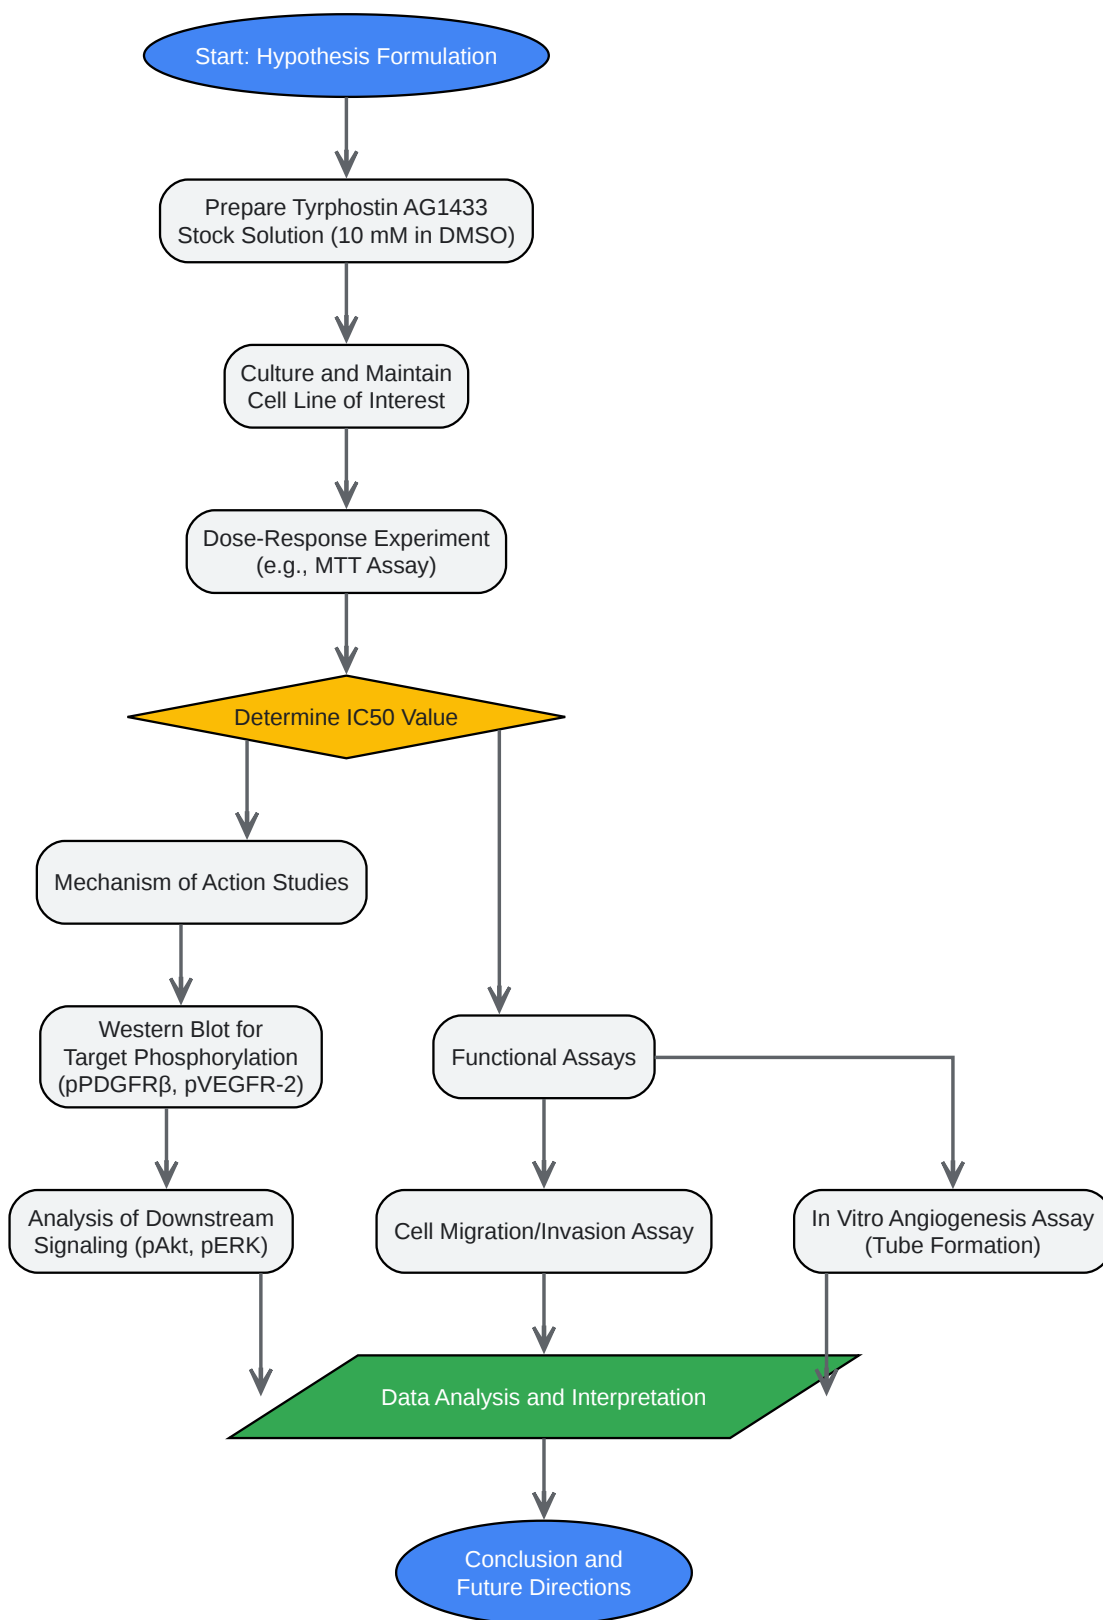 Start: Hypothesis Formulation
Prepare Tyrphostin AG1433
Stock Solution (10 mM in DMSO)
Culture and Maintain
Cell Line of Interest
Dose-Response Experiment
(e.g., MTT Assay)
Determine IC50 Value
Mechanism of Action Studies
Western Blot for
Target Phosphorylation
(pPDGFRβ, pVEGFR-2)
Functional Assays
Analysis of Downstream
Signaling (pAkt, pERK)
Cell Migration/Invasion Assay
In Vitro Angiogenesis Assay
(Tube Formation)
Data Analysis and Interpretation
Conclusion and
Future Directions